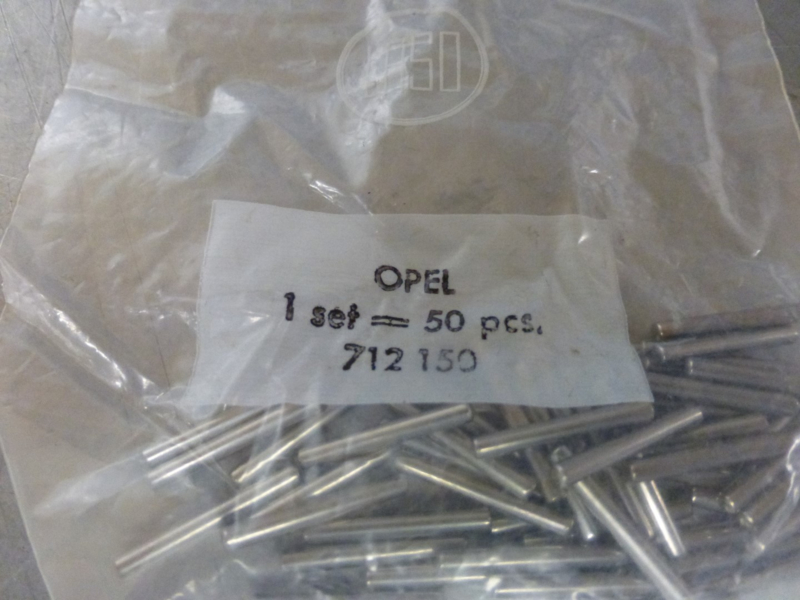 OPEL
1 set = 50 pcs.
712 150